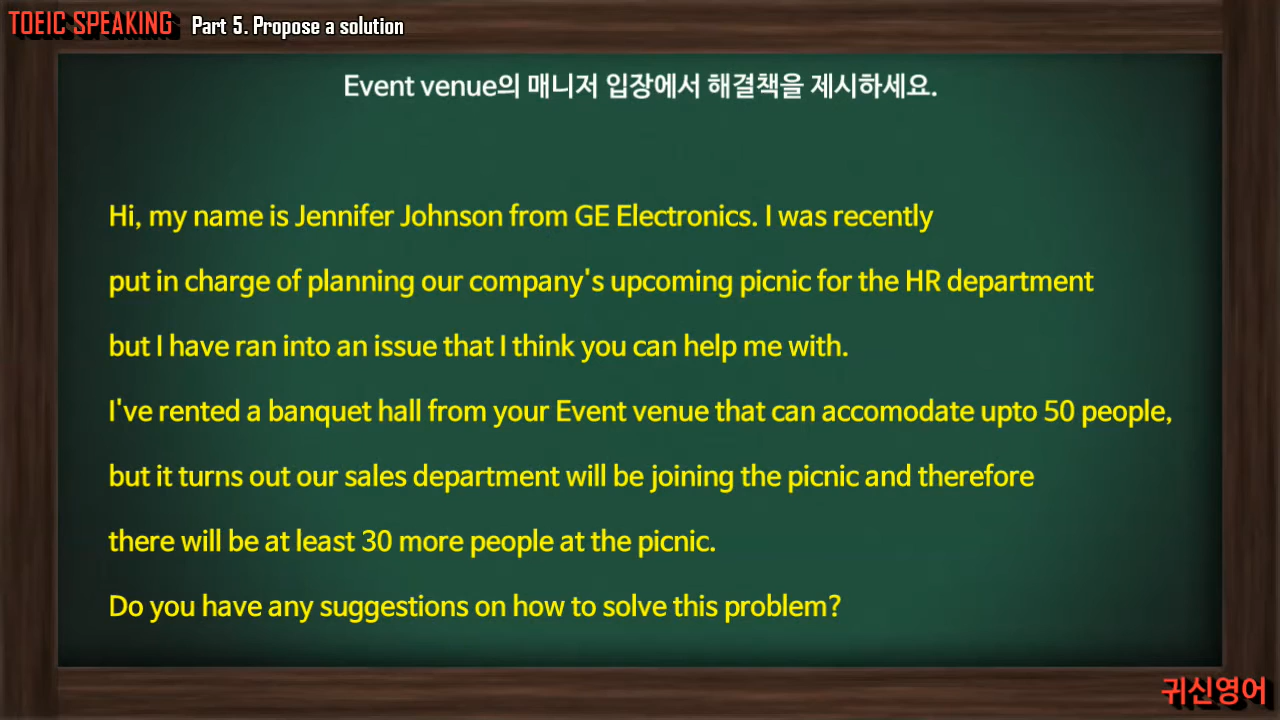 TOEIC SPEAKING Part 5. Propose a solution
Event venue의 매니저 입장에서 해결책을 제시하세요.
Hi, my name is Jennifer Johnson from GE Electronics. I was recently
put in charge of planning our company's upcoming picnic for the HR department
but I have ran into an issue that I think you can help me with.
I've rented a banquet hall from your Event venue that can accomodate upto 50 people,
but it turns out our sales department will be joining the picnic and therefore
there will be at least 30 more people at the picnic.
Do you have any suggestions on how to solve this problem?
귀신영어